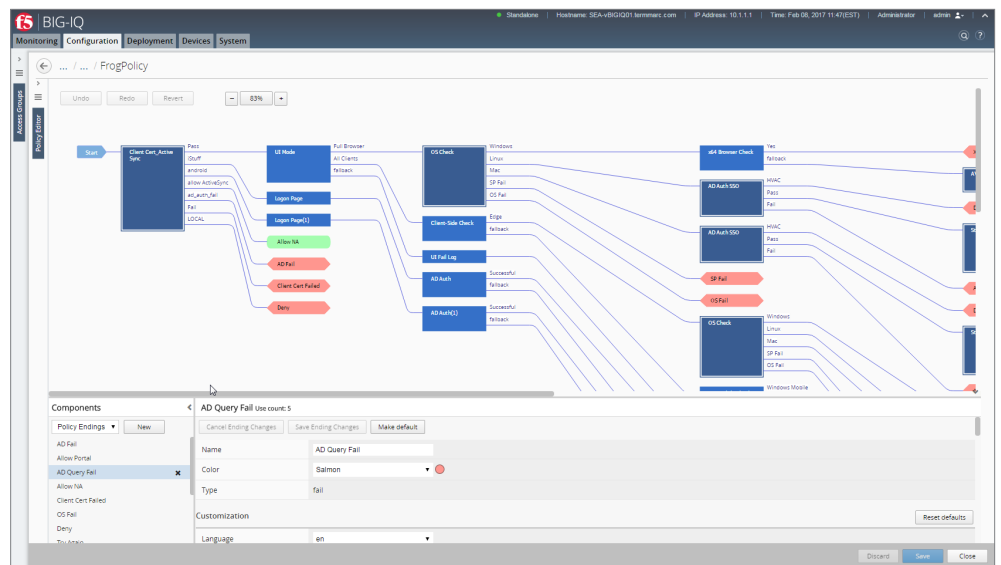 f5 BIG-IQ
Standalone Hostname: SEA-vBIGIQ01.termmarc.com IP Address: 10.1.1.1 Time: Feb 08, 2017 11:47(EST) Administrator admin
Monitoring Configuration Deployment Devices System
... / ... / FrogPolicy
Access Groups
Policy Editor
Undo Redo Revert - 83% +
Start
Client Cert_Active Sync
Pass
iStuff
android
allow ActiveSync
ad_auth_fail
Fail
LOCAL
UI Mode
Full Browser
All Clients
fallback
Logon Page
Logon Page(1)
Allow NA
AD Fail
Client Cert Failed
Deny
OS Check
Windows
Linux
Mac
SP Fail
OS Fail
Client-Side Check
Edge
fallback
UI Fail Log
AD Auth
Successful
fallback
AD Auth(1)
Successful
fallback
x64 Browser Check
Yes
fallback
AD Auth SSO
HVAC
Pass
Fail
AD Auth SSO
HVAC
Pass
Fail
SP Fail
OS Fail
OS Check
Windows
Linux
Mac
SP Fail
OS Fail
Windows Mobile
Components
Policy Endings New
AD Fail
Allow Portal
AD Query Fail
Allow NA
Client Cert Failed
OS Fail
Deny
Try Again
AD Query Fail Use count: 5
Cancel Ending Changes Save Ending Changes Make default
Name AD Query Fail
Color Salmon
Type fail
Customization Reset defaults
Language en
Discard Save Close